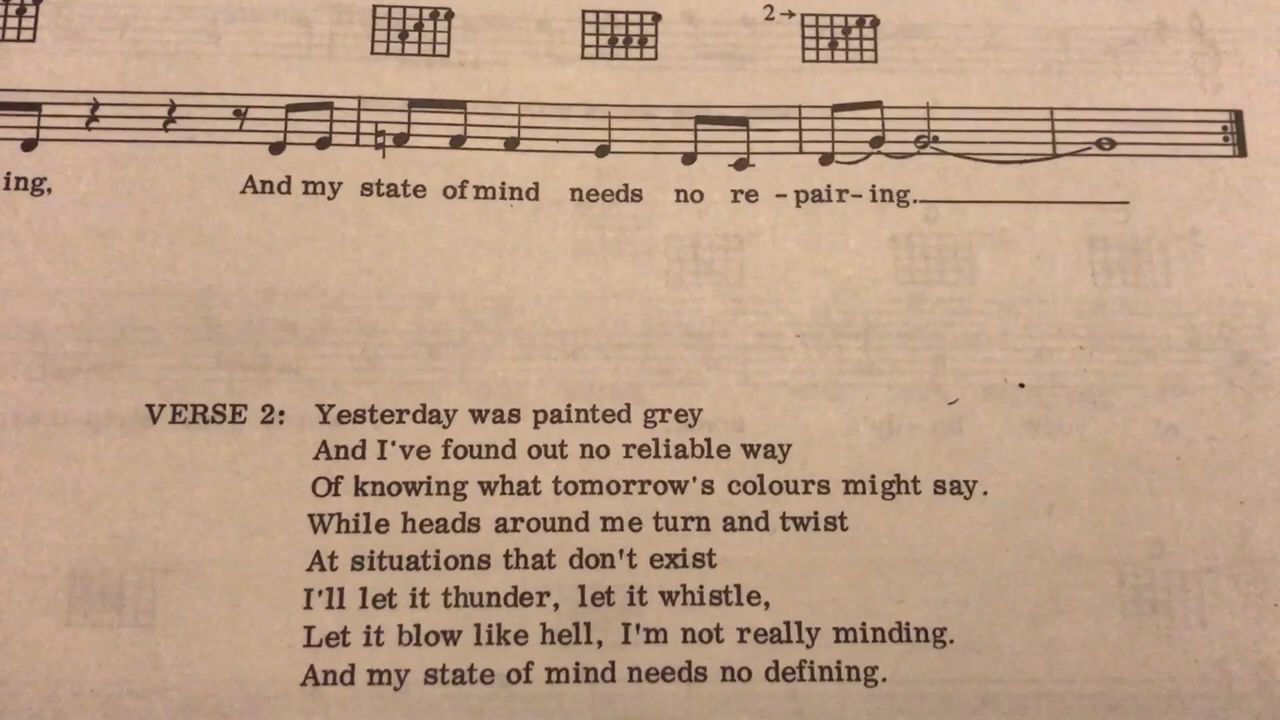 2→
ing, And my state of mind needs no re - pair - ing.
VERSE 2: Yesterday was painted grey
And I've found out no reliable way
Of knowing what tomorrow's colours might say.
While heads around me turn and twist
At situations that don't exist
I'll let it thunder, let it whistle,
Let it blow like hell, I'm not really minding.
And my state of mind needs no defining.